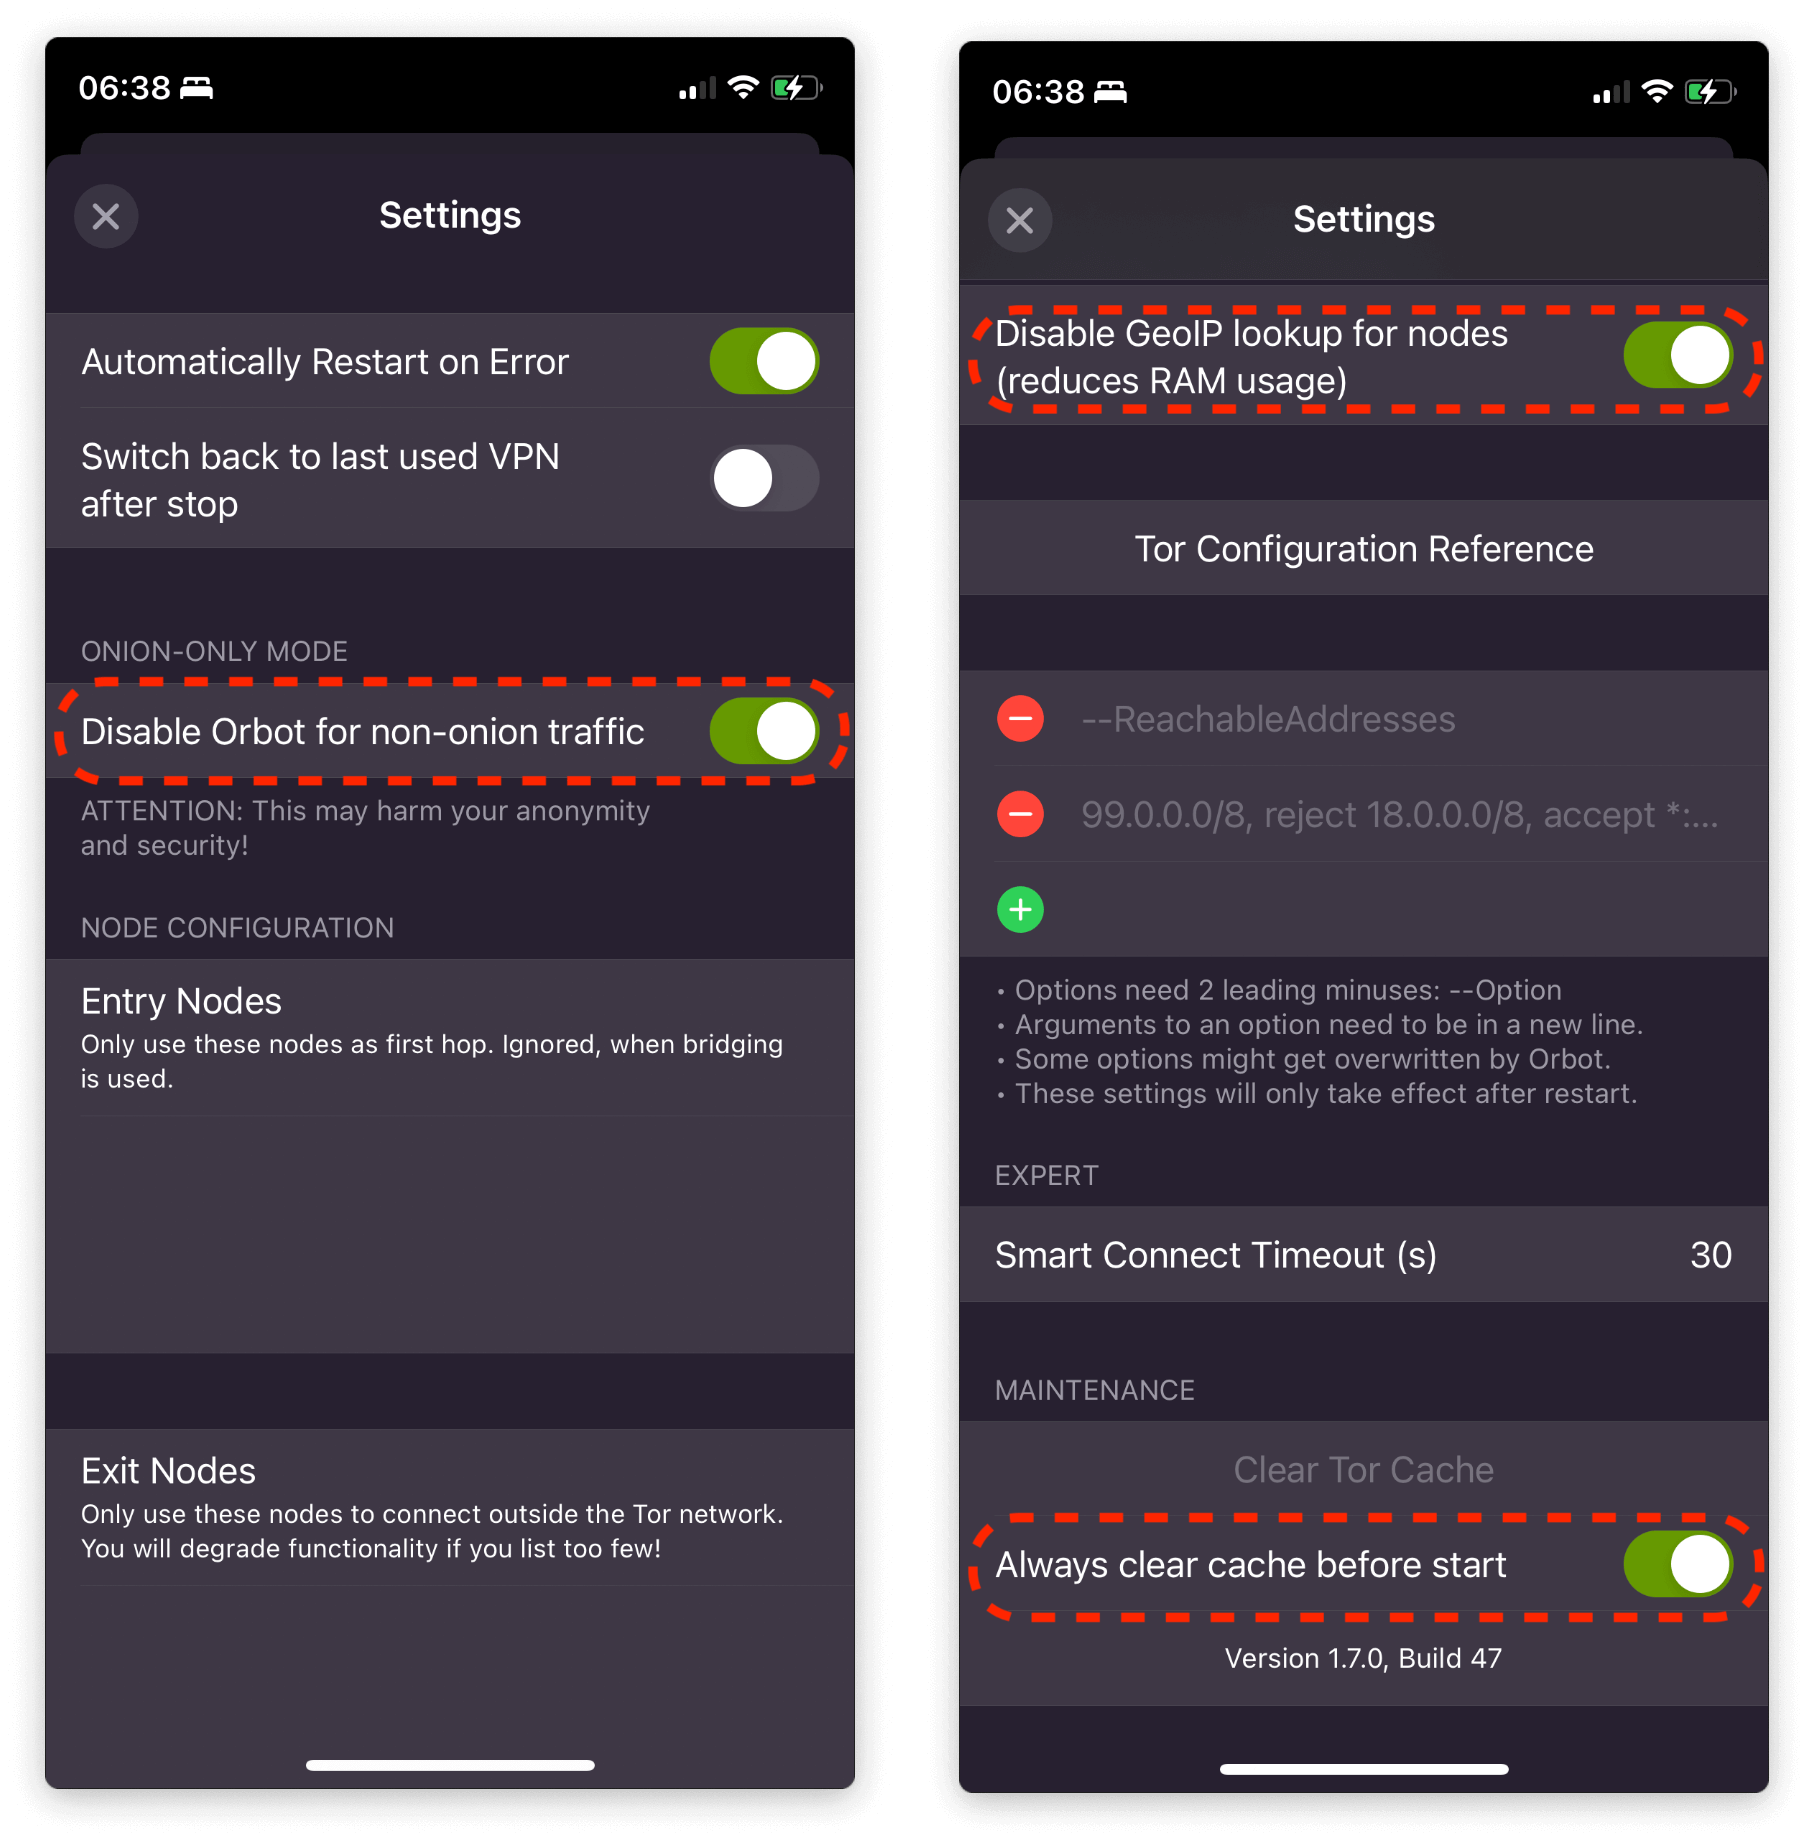 06:38
Settings
Automatically Restart on Error
Switch back to last used VPN
after stop
ONION-ONLY MODE
Disable Orbot for non-onion traffic
ATTENTION: This may harm your anonymity
and security!
NODE CONFIGURATION
Entry Nodes
Only use these nodes as first hop. Ignored, when bridging
is used.
Exit Nodes
Only use these nodes to connect outside the Tor network.
You will degrade functionality if you list too few!
06:38
Settings
Disable GeoIP lookup for nodes
(reduces RAM usage)
Tor Configuration Reference
--ReachableAddresses
99.0.0.0/8, reject 18.0.0.0/8, accept *:...
• Options need 2 leading minuses: --Option
• Arguments to an option need to be in a new line.
• Some options might get overwritten by Orbot.
• These settings will only take effect after restart.
EXPERT
Smart Connect Timeout (s) 30
MAINTENANCE
Clear Tor Cache
Always clear cache before start
Version 1.7.0, Build 47